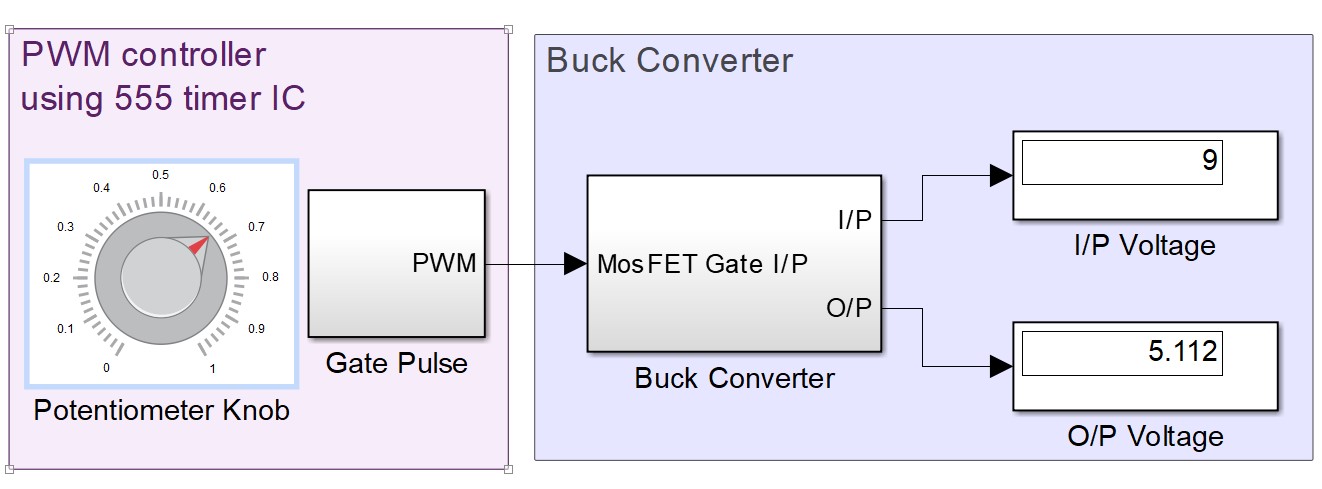 PWM controller
using 555 timer IC
0
0.1
0.2
0.3
0.4
0.5
0.6
0.7
0.8
0.9
1
Potentiometer Knob
PWM
Gate Pulse
Buck Converter
MosFET Gate I/P
I/P
O/P
Buck Converter
9
I/P Voltage
5.112
O/P Voltage